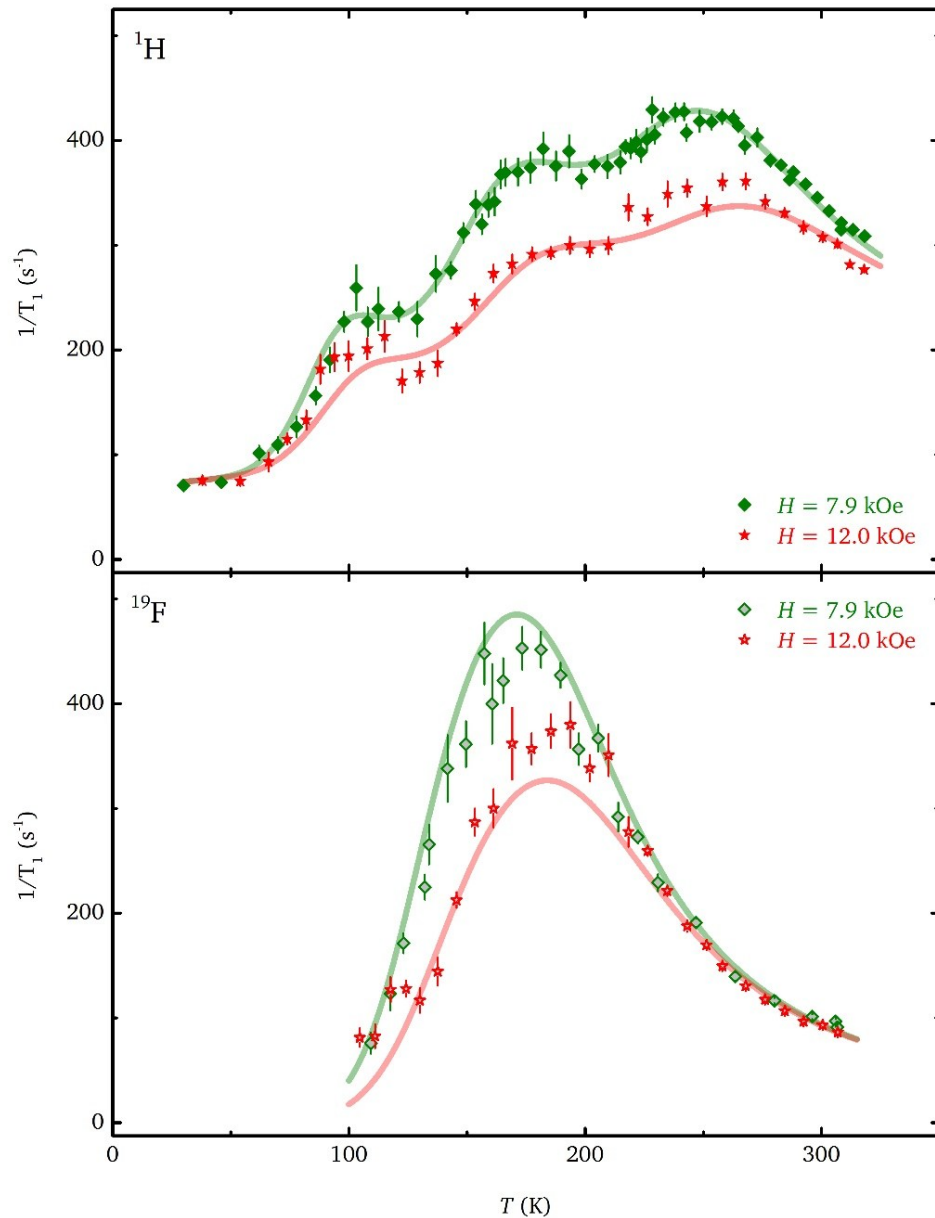 ¹H
400
200
0
1/T₁ (s⁻¹)
H = 7.9 kOe
H = 12.0 kOe
¹⁹F
H = 7.9 kOe
H = 12.0 kOe
400
200
0
1/T₁ (s⁻¹)
0 100 200 300
T (K)